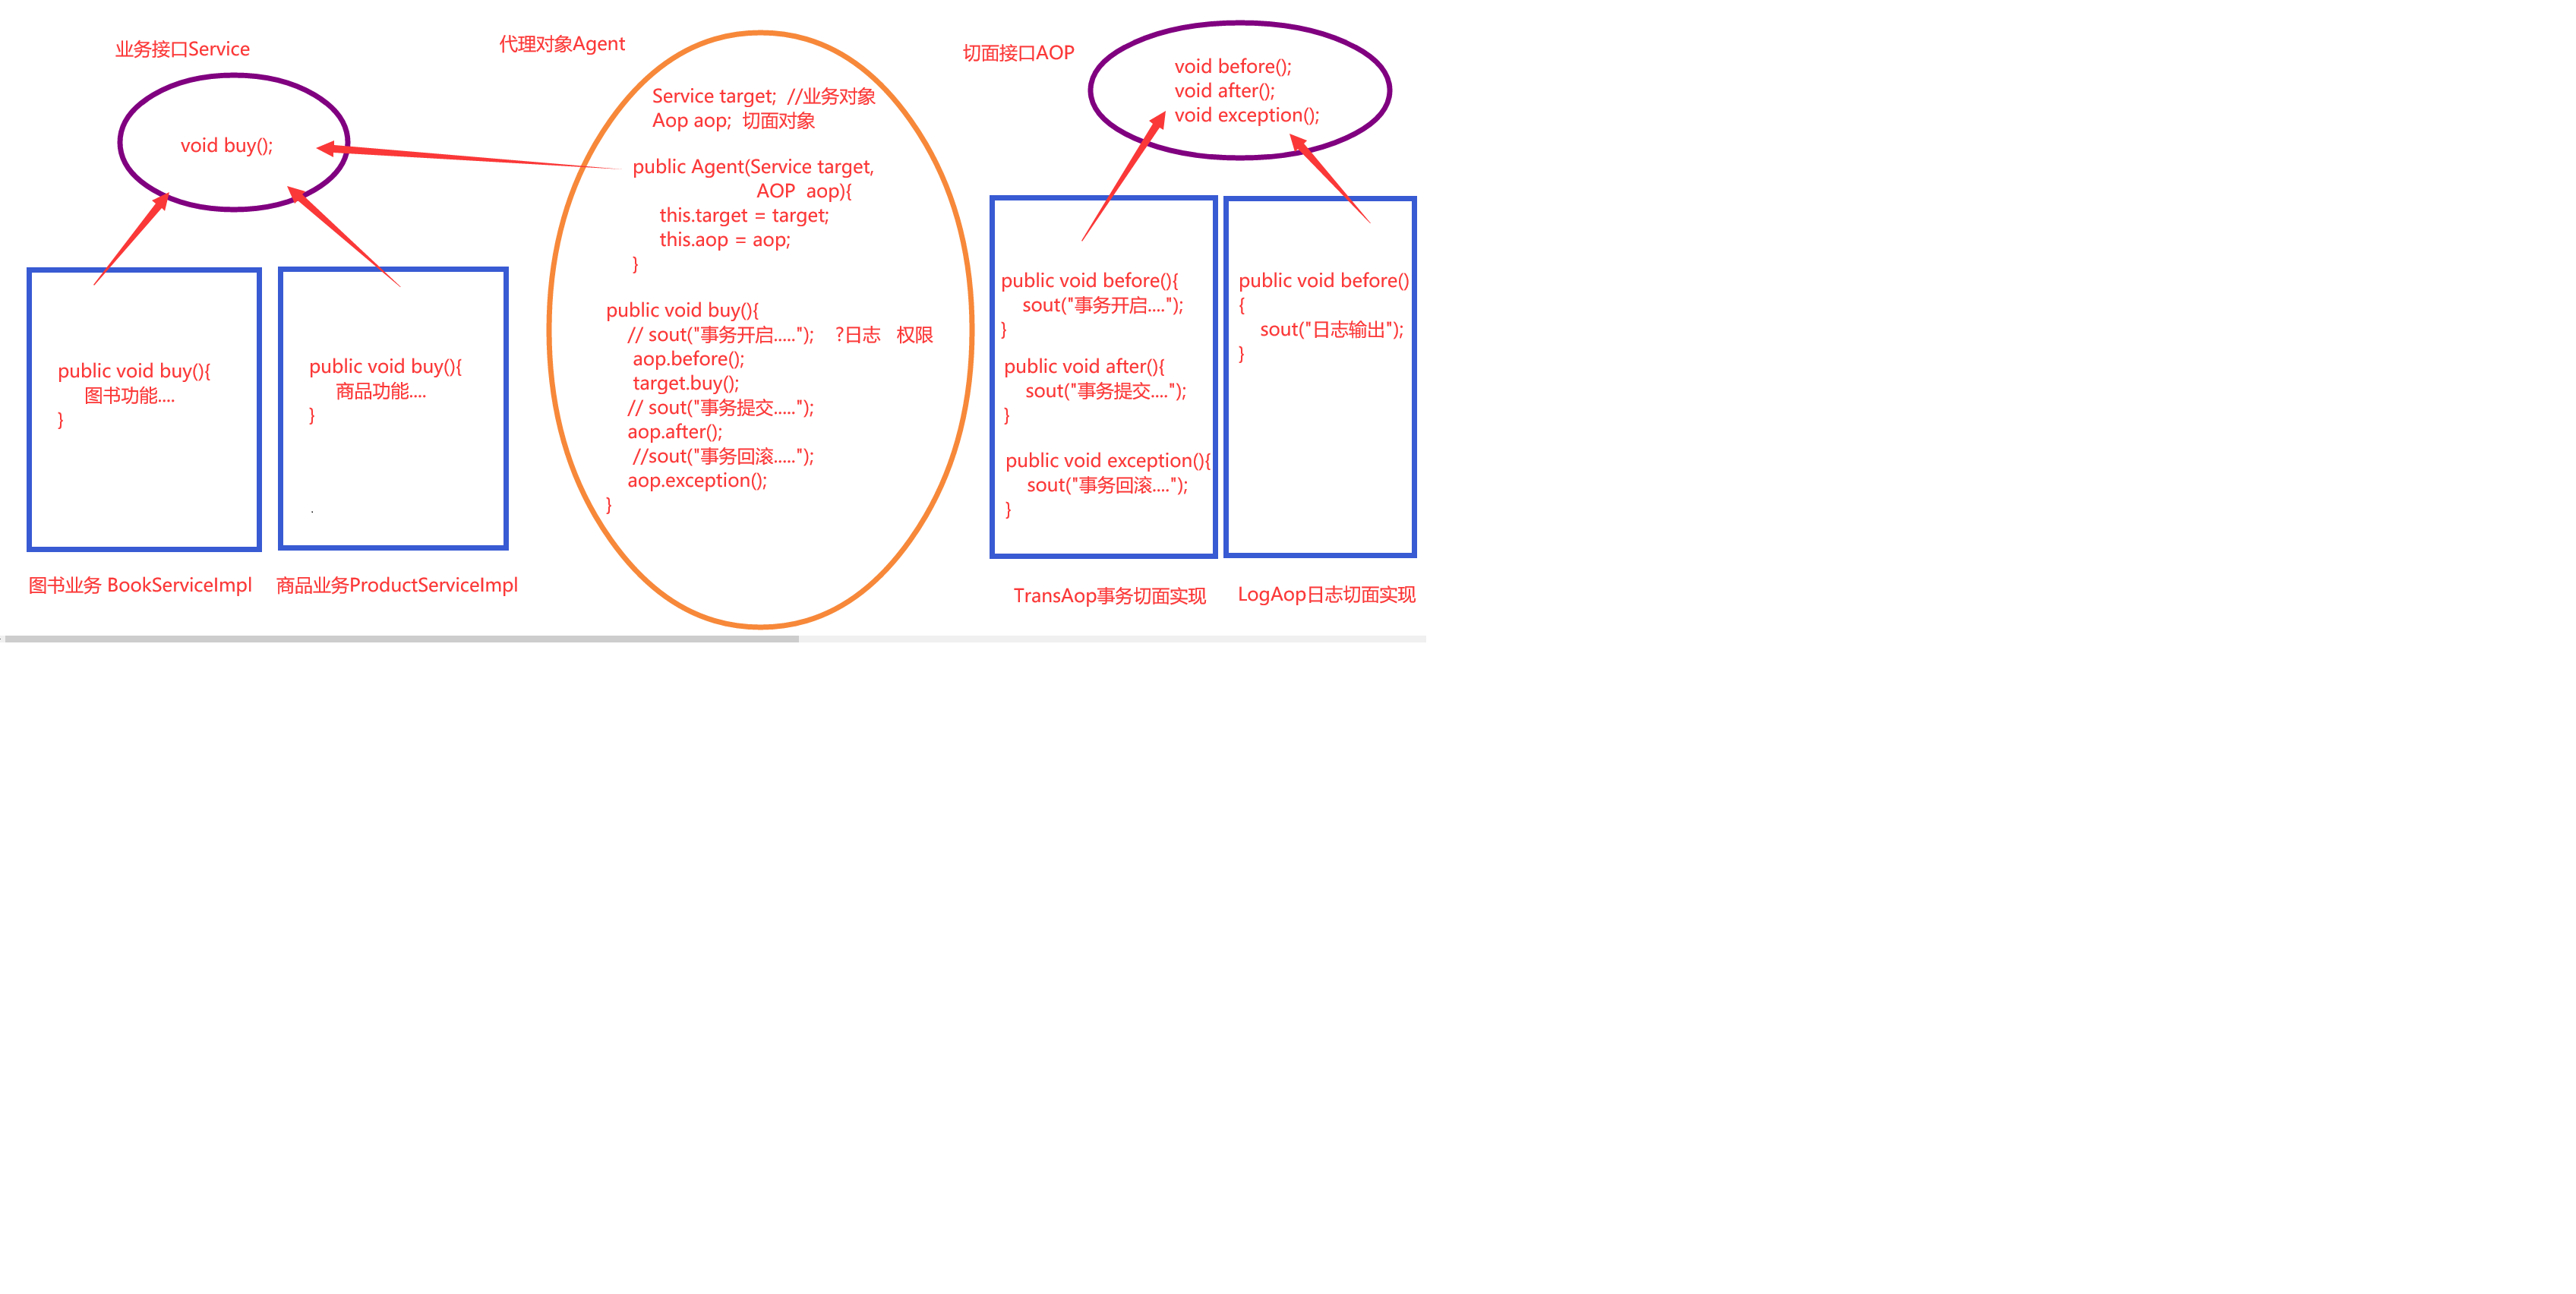 业务接口Service
void buy();
public void buy(){
图书功能....
}
图书业务 BookServiceImpl
public void buy(){
商品功能....
}
.
商品业务ProductServiceImpl
代理对象Agent
Service target;  //业务对象
Aop aop;  切面对象
public Agent(Service target,
AOP  aop){
this.target = target;
this.aop = aop;
}
public void buy(){
// sout("事务开启.....");    ?日志   权限
aop.before();
target.buy();
// sout("事务提交.....");
aop.after();
//sout("事务回滚.....");
aop.exception();
}
切面接口AOP
void before();
void after();
void exception();
public void before(){
sout("事务开启....");
}
public void after(){
sout("事务提交....");
}
public void exception(){
sout("事务回滚....");
}
TransAop事务切面实现
public void before()
{
sout("日志输出");
}
LogAop日志切面实现